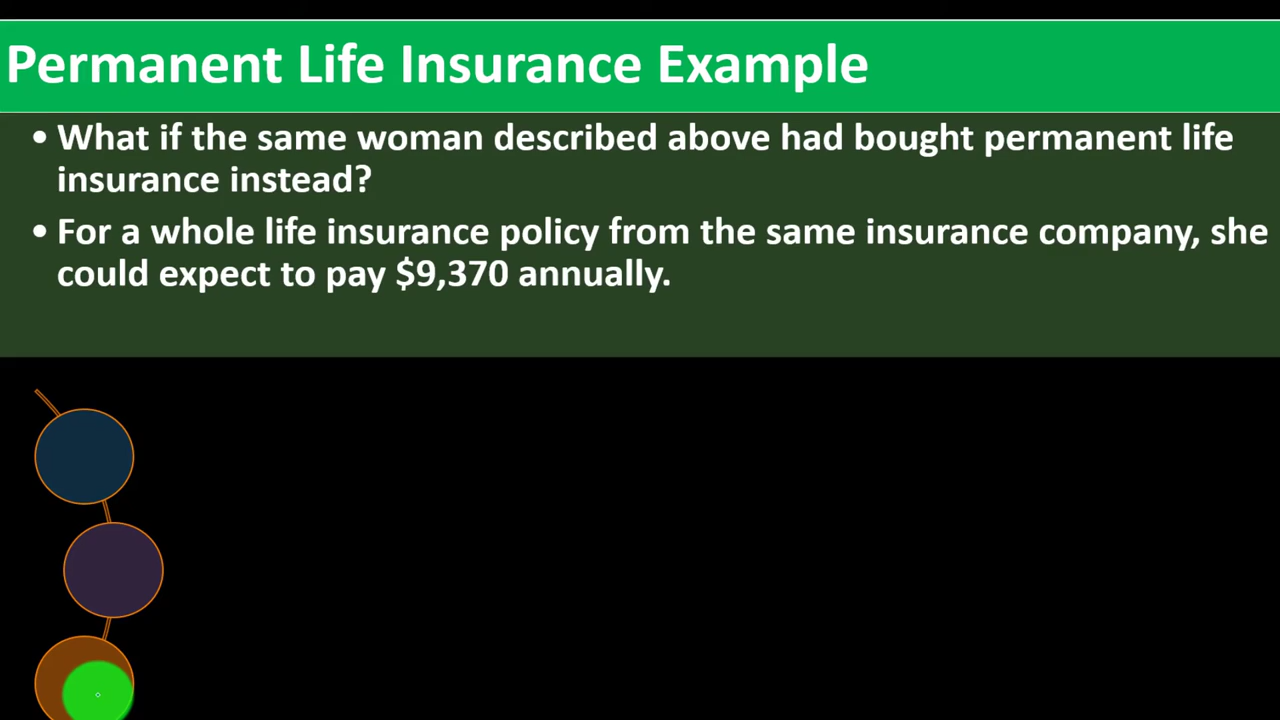 Permanent Life Insurance Example
• What if the same woman described above had bought permanent life
insurance instead?
• For a whole life insurance policy from the same insurance company, she
could expect to pay $9,370 annually.